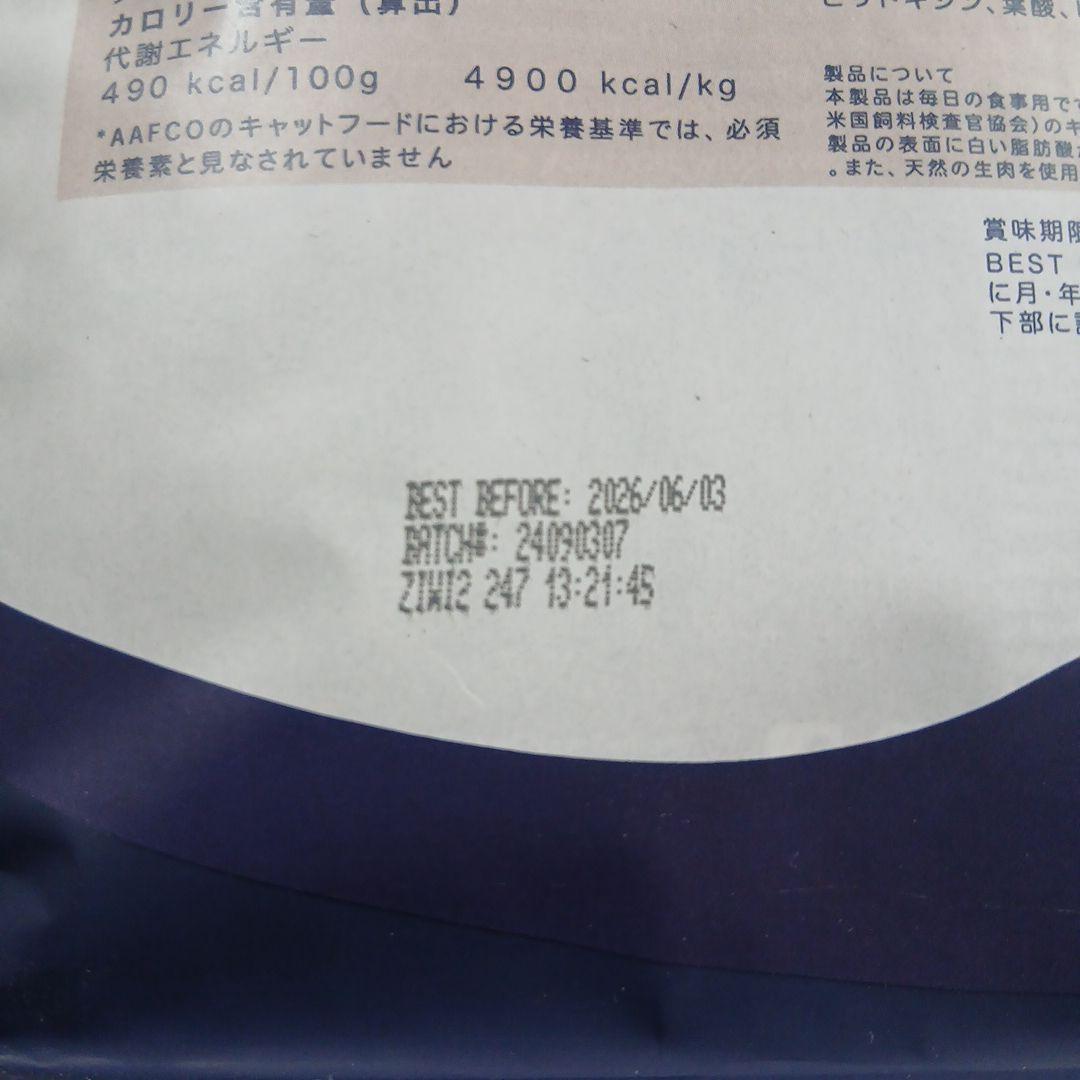 カロリー含有量（算出）
代謝エネルギー
490 kcal/100g 4900 kcal/kg
*AAFCOのキャットフードにおける栄養基準では、必須
栄養素と見なされていません
、葉酸、
製品について
本製品は毎日の食事用で
米国飼料検査官協会)のキ
製品の表面に白い脂肪酸
。また、天然の生肉を使用
賞味期限
BEST
に月・年
下部に
BEST BEFORE: 2026/06/03
BATCH#: 24090307
ZIWI2 247 13:21:45